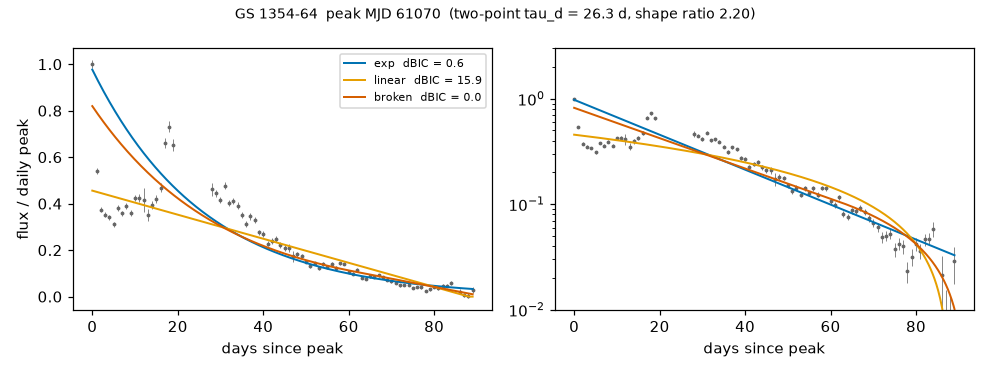 GS 1354-64  peak MJD 61070  (two-point tau_d = 26.3 d, shape ratio 2.20)
exp  dBIC = 0.6
linear  dBIC = 15.9
broken  dBIC = 0.0
flux / daily peak
1.0
0.8
0.6
0.4
0.2
0.0
0 20 40 60 80
days since peak
10⁰
10⁻¹
10⁻²
0 20 40 60 80
days since peak